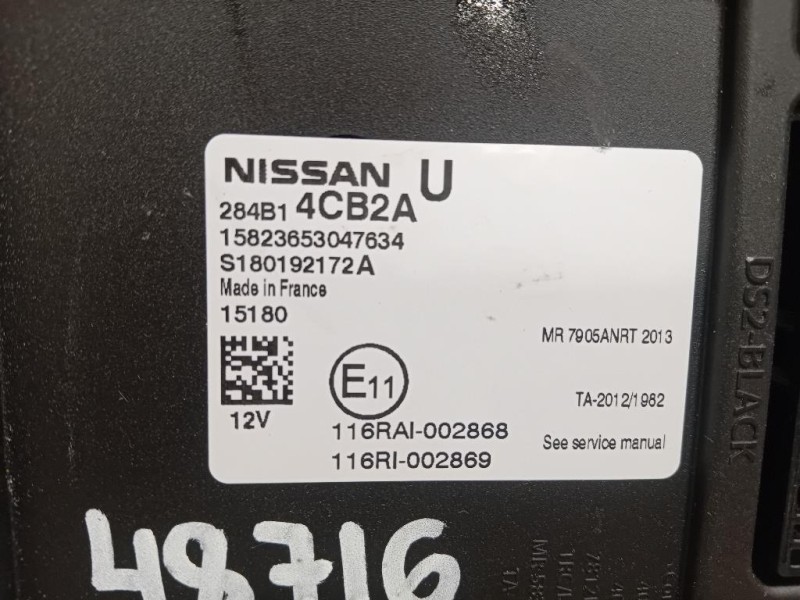 NISSAN U
284B1 4CB2A
15823653047634
S180192172A
Made in France
15180
MR 7905ANRT 2013
E11
TA-2012/1982
12V
116RAI-002868
See service manual
116RI-002869
DS2-BLACK
48716